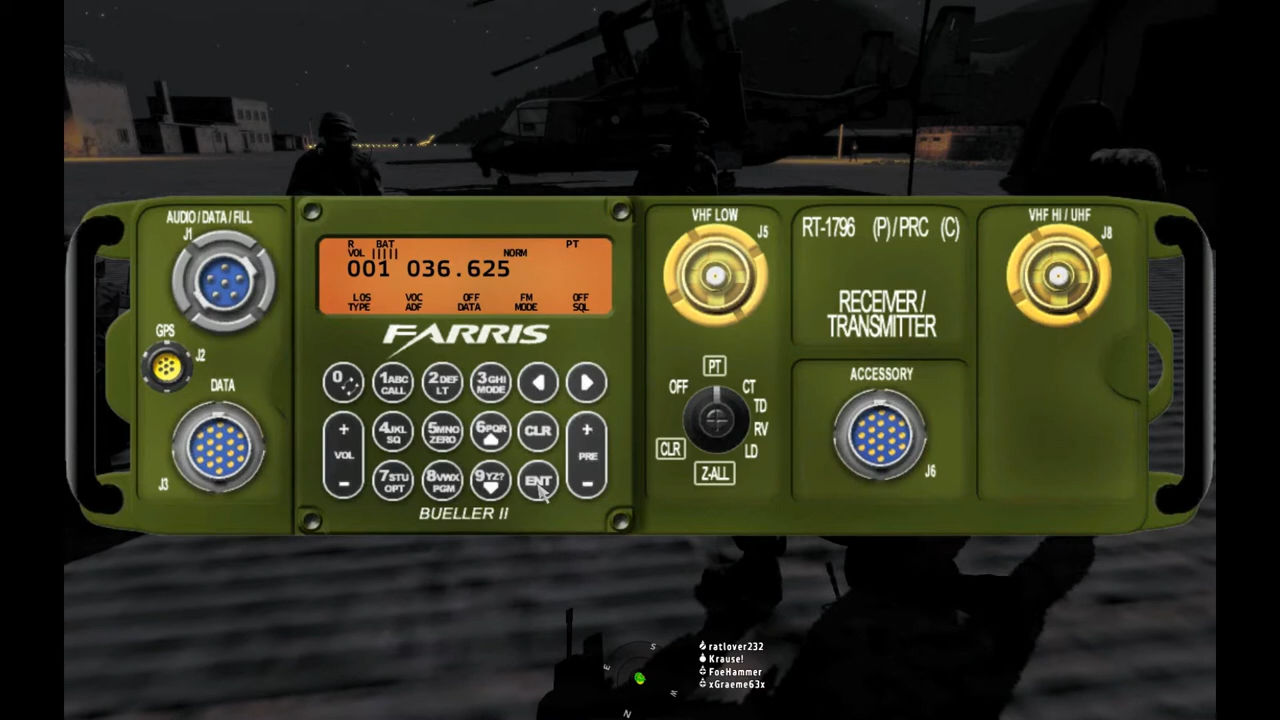 AUDIO/DATA/FILL
J1
GPS
J2
DATA
J3
R
BAT
PT
VOL
NORM
001 036.625
LOS VOC OFF FM OFF
TYPE ADF DATA MODE SQL
FARRIS
0
1ABC CALL
2DEF LT
3GHI MODE
4JKL SQ
5MNO ZERO
6PQR
CLR
+ VOL -
+ PRE -
7STU OPT
8VWX PGM
9YZ?
ENT
BUELLER II
VHF LOW
J5
PT
OFF
CT
TD
RV
LD
CLR
Z-ALL
RT-1796 (P)/PRC (C)
RECEIVER/
TRANSMITTER
ACCESSORY
J6
VHF HI / UHF
J8
S
E
W
N
ratlover232
Krause!
FoeHammer
xGraeme63x